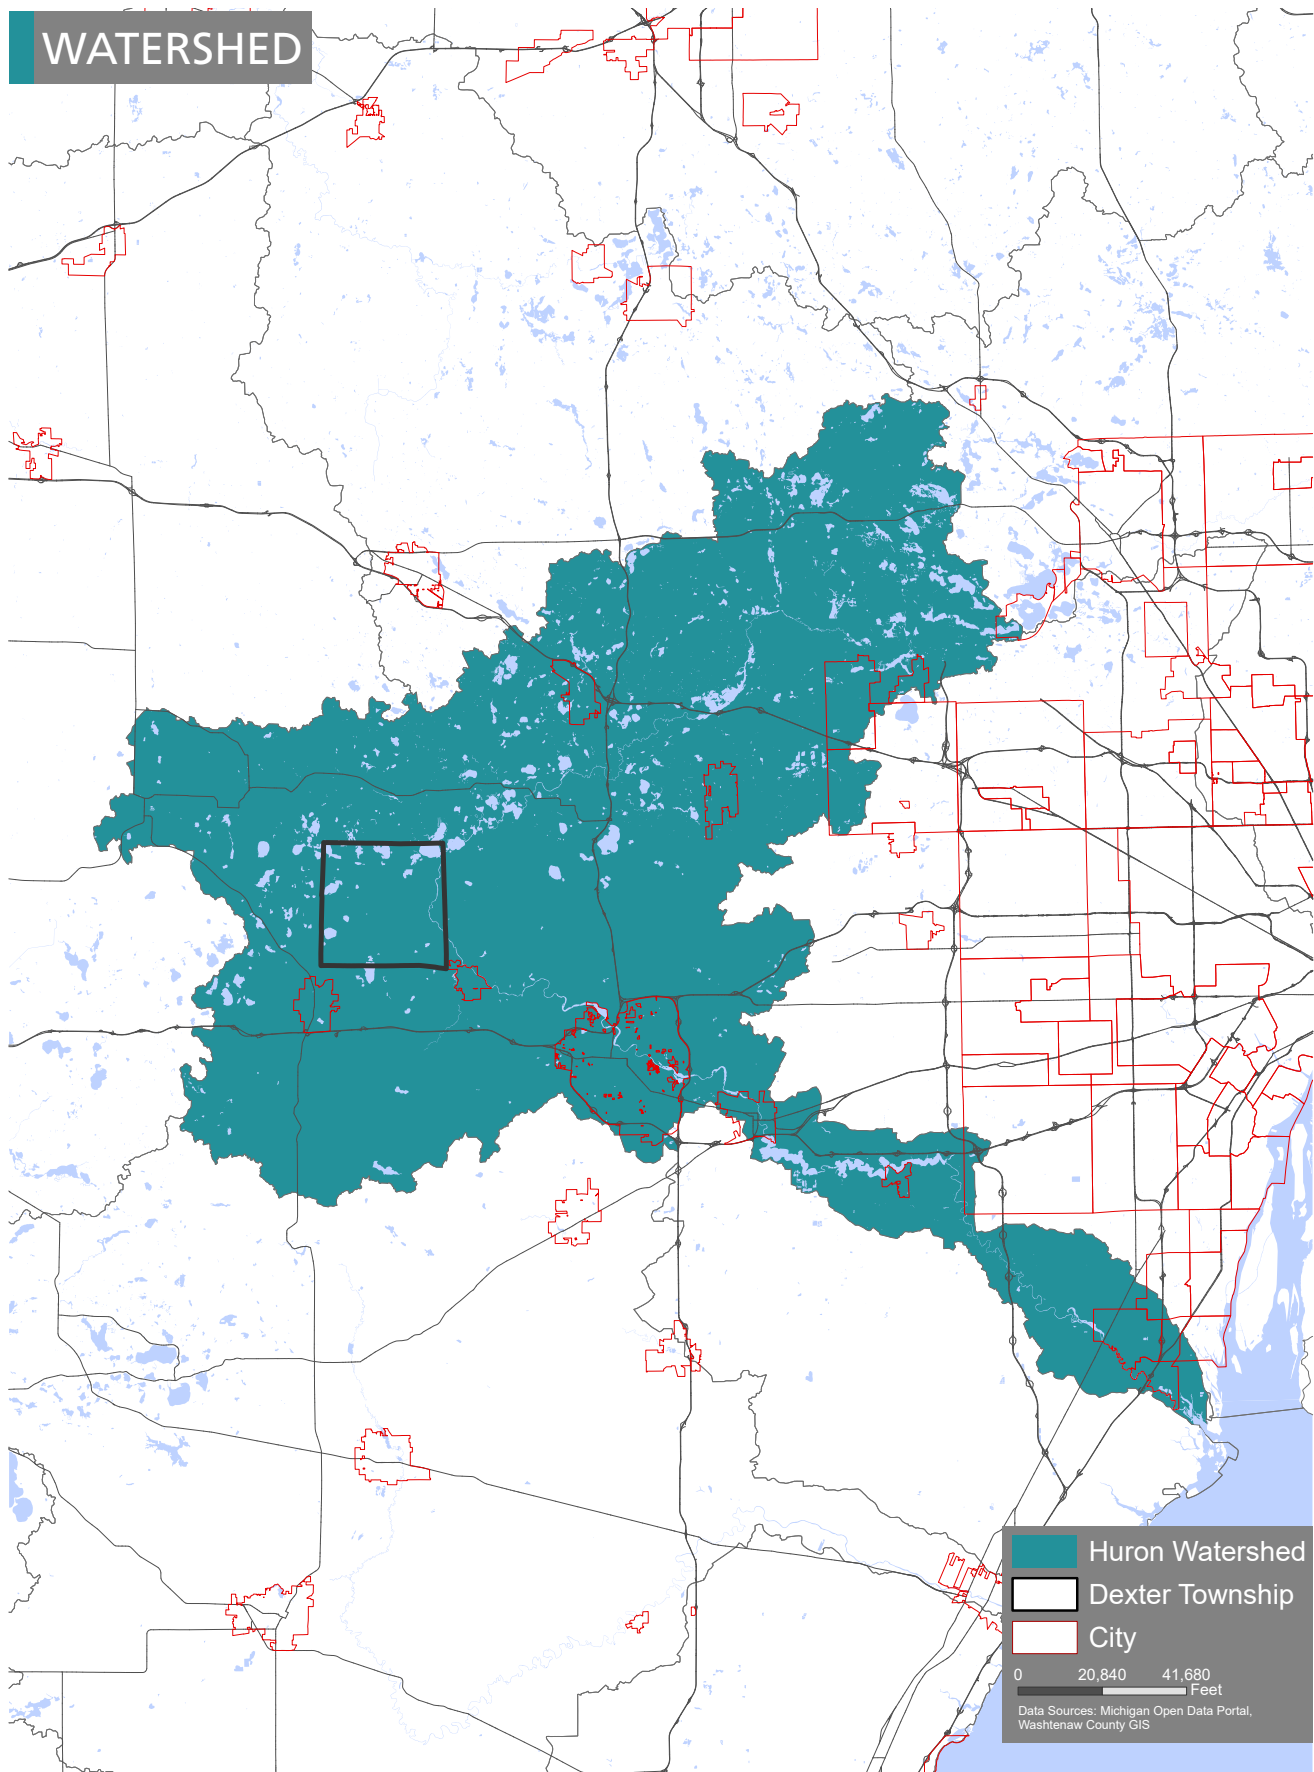 WATERSHED
Huron Watershed
Dexter Township
City
0 20,840 41,680
Feet
Data Sources: Michigan Open Data Portal,
Washtenaw County GIS